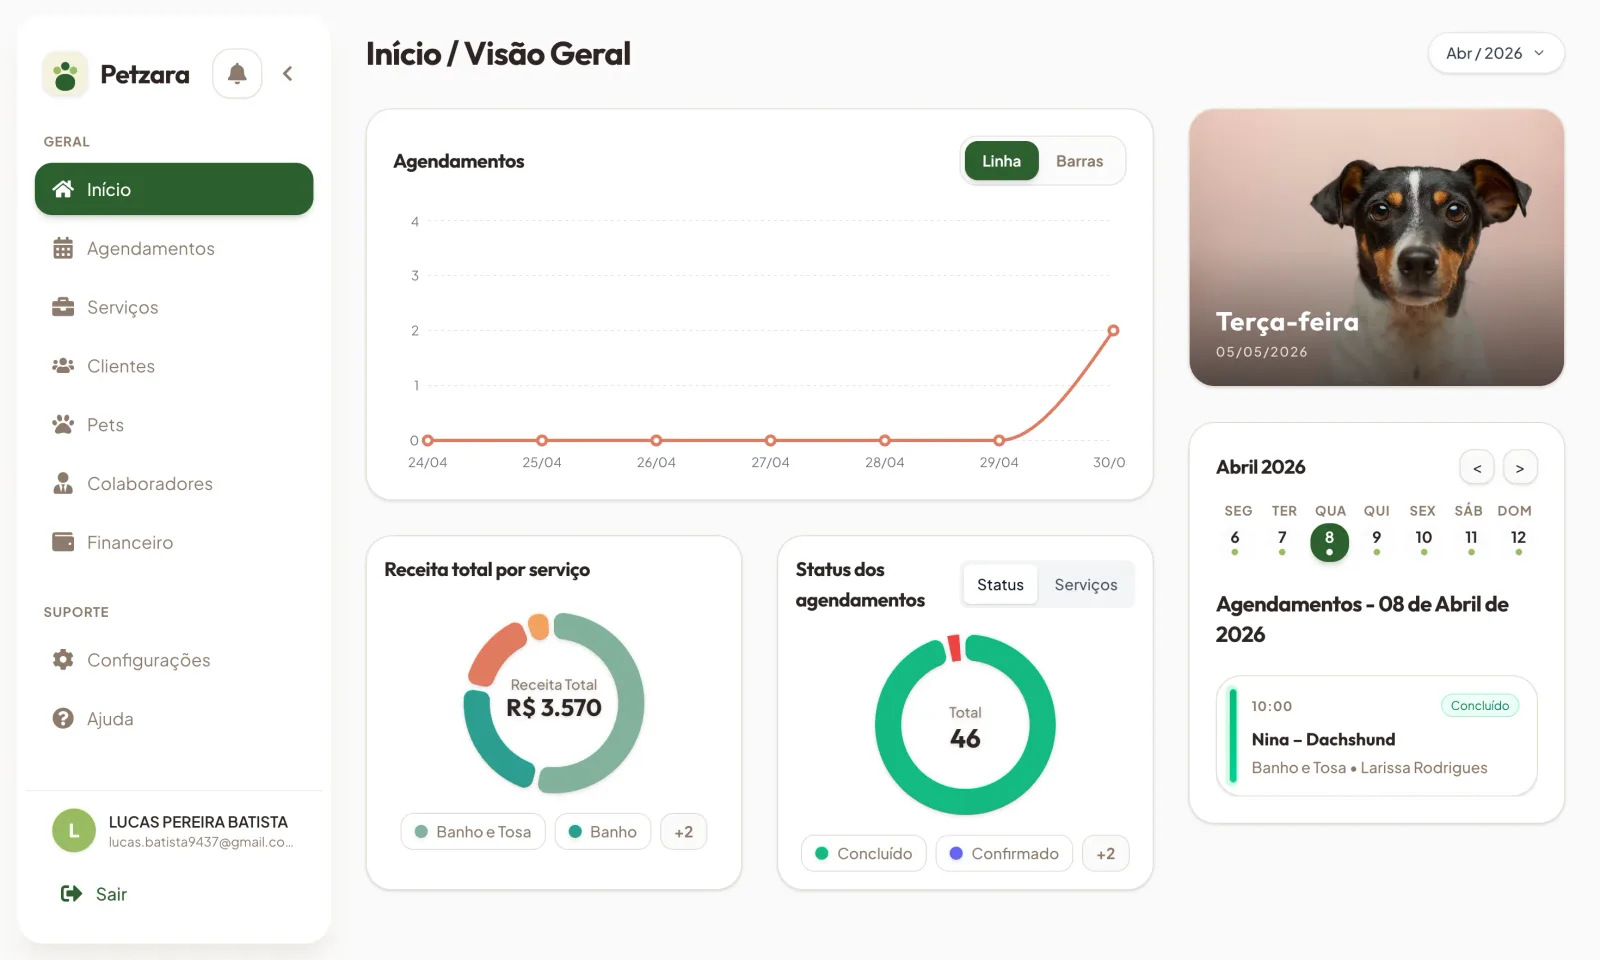 Petzara
GERAL
Início
Agendamentos
Serviços
Clientes
Pets
Colaboradores
Financeiro
SUPORTE
Configurações
Ajuda
L
LUCAS PEREIRA BATISTA
lucas.batista9437@gmail.co...
Sair
Início / Visão Geral
Abr / 2026
Agendamentos
Linha
Barras
4
3
2
1
0
24/04 25/04 26/04 27/04 28/04 29/04 30/0
Receita total por serviço
Receita Total
R$ 3.570
Banho e Tosa
Banho
+2
Status dos
agendamentos
Status
Serviços
Total
46
Concluído
Confirmado
+2
Terça-feira
05/05/2026
Abril 2026
< >
SEG TER QUA QUI SEX SÁB DOM
6 7 8 9 10 11 12
Agendamentos - 08 de Abril de
2026
10:00
Concluído
Nina – Dachshund
Banho e Tosa • Larissa Rodrigues